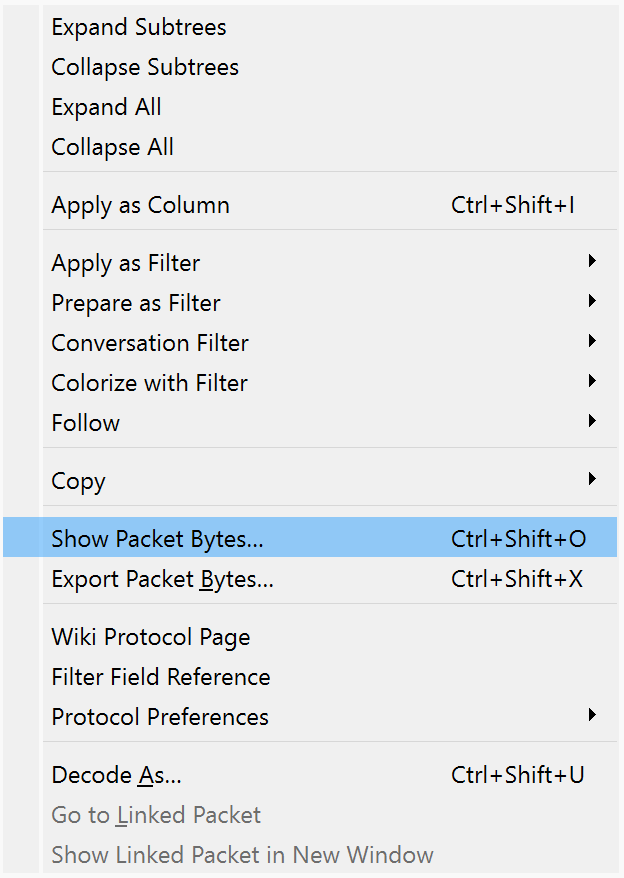 Expand Subtrees
Collapse Subtrees
Expand All
Collapse All
Apply as Column Ctrl+Shift+I
Apply as Filter
Prepare as Filter
Conversation Filter
Colorize with Filter
Follow
Copy
Show Packet Bytes... Ctrl+Shift+O
Export Packet Bytes... Ctrl+Shift+X
Wiki Protocol Page
Filter Field Reference
Protocol Preferences
Decode As... Ctrl+Shift+U
Go to Linked Packet
Show Linked Packet in New Window